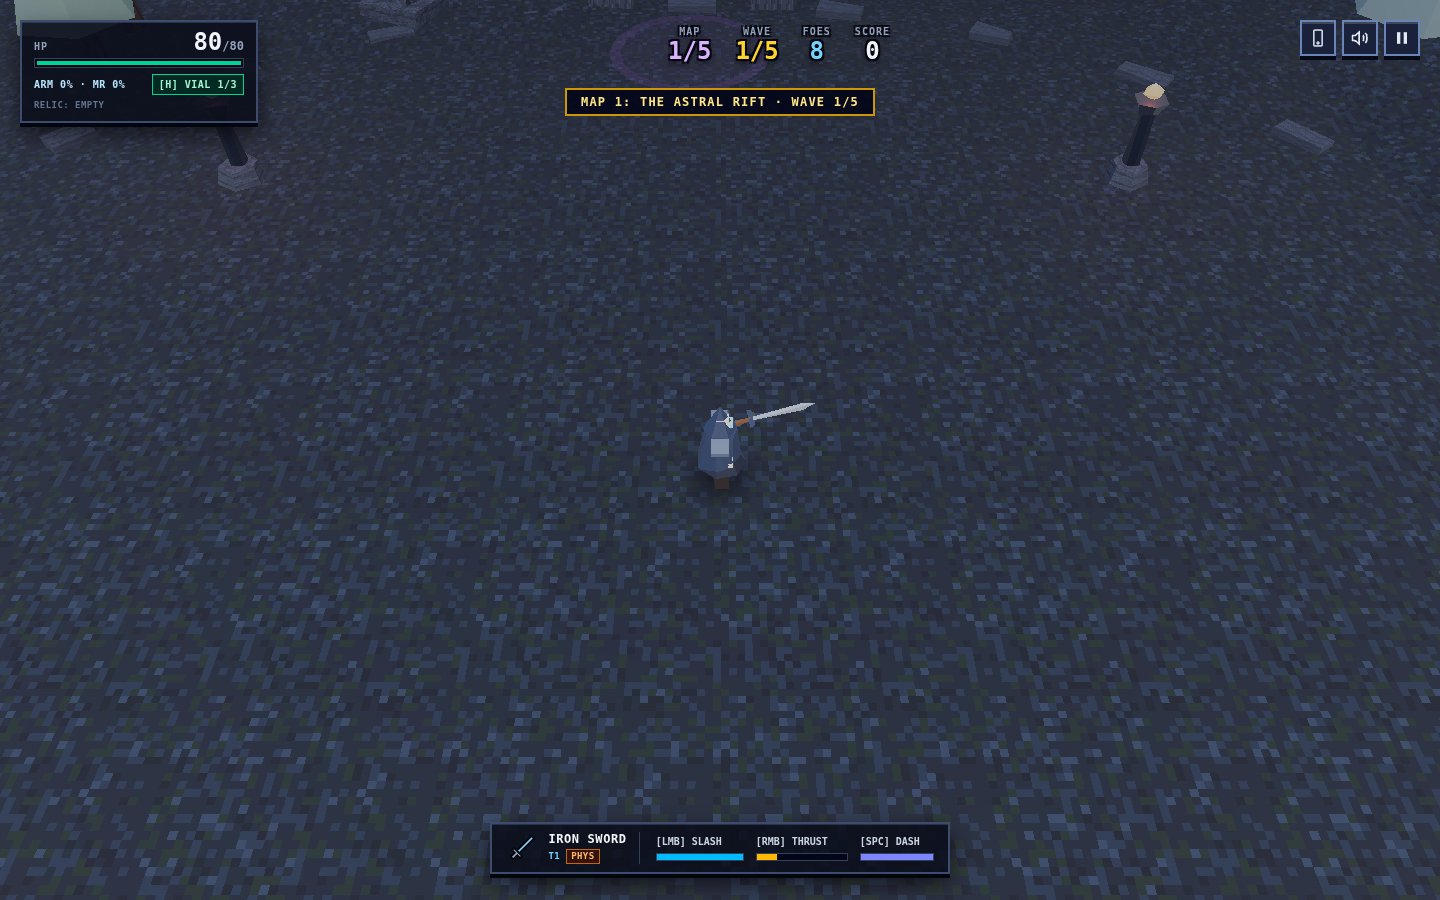 HP 80/80
ARM 0% · MR 0% [H] VIAL 1/3
RELIC: EMPTY
MAP WAVE FOES SCORE
1/5 1/5 8 0
MAP 1: THE ASTRAL RIFT · WAVE 1/5
IRON SWORD
T1 PHYS
[LMB] SLASH [RMB] THRUST [SPC] DASH